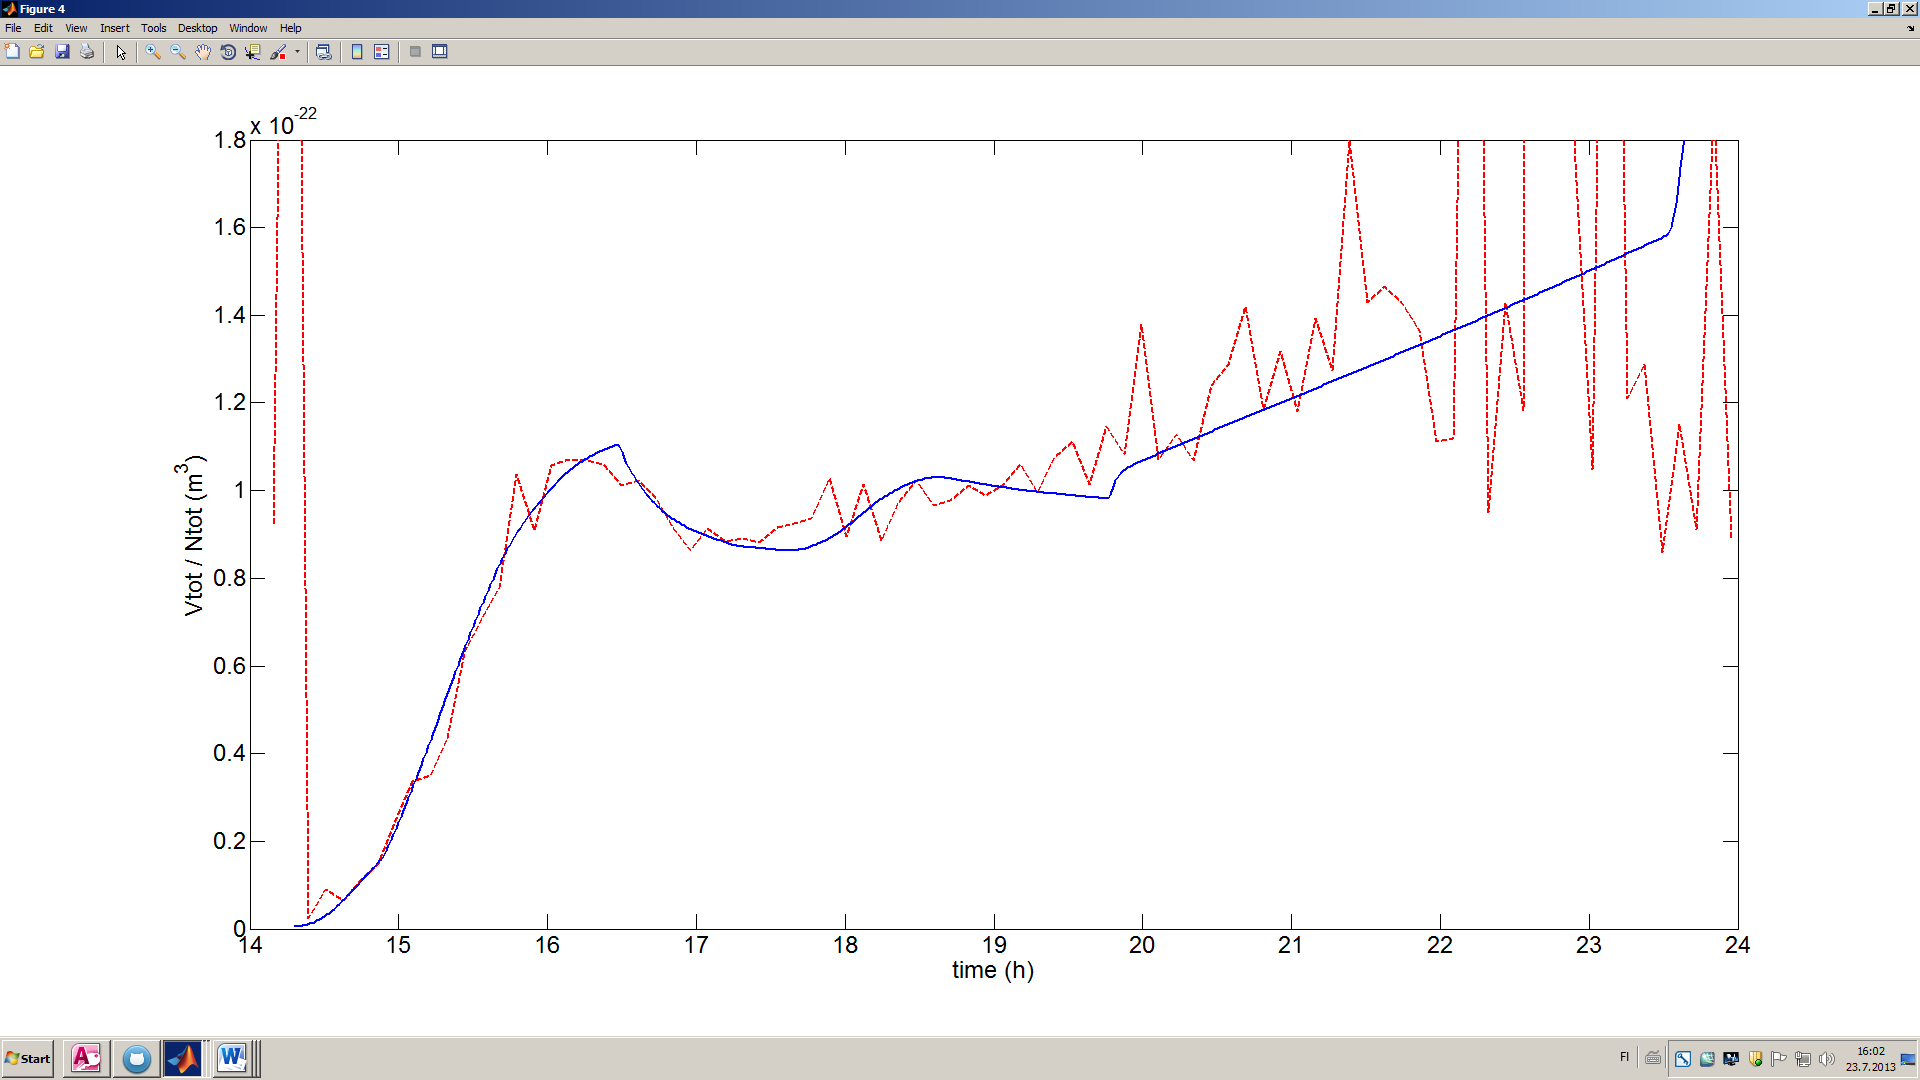 Figure 4
File Edit View Insert Tools Desktop Window Help
x 10-22
1.8
1.6
1.4
1.2
1
0.8
0.6
0.4
0.2
0
Vtot / Ntot (m3)
14 15 16 17 18 19 20 21 22 23 24
time (h)
Start
A
W
FI
16:02
23.7.2013